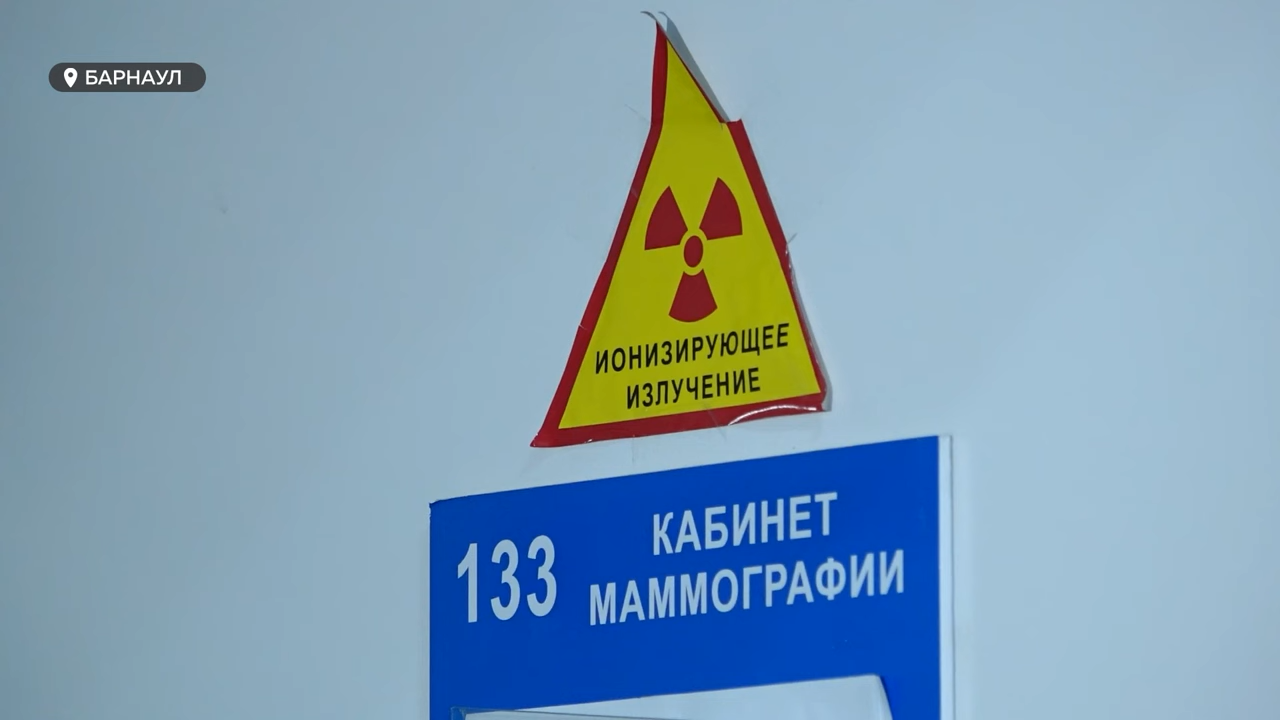 БАРНАУЛ
ИОНИЗИРУЮЩЕЕ
ИЗЛУЧЕНИЕ
133
КАБИНЕТ
МАММОГРАФИИ